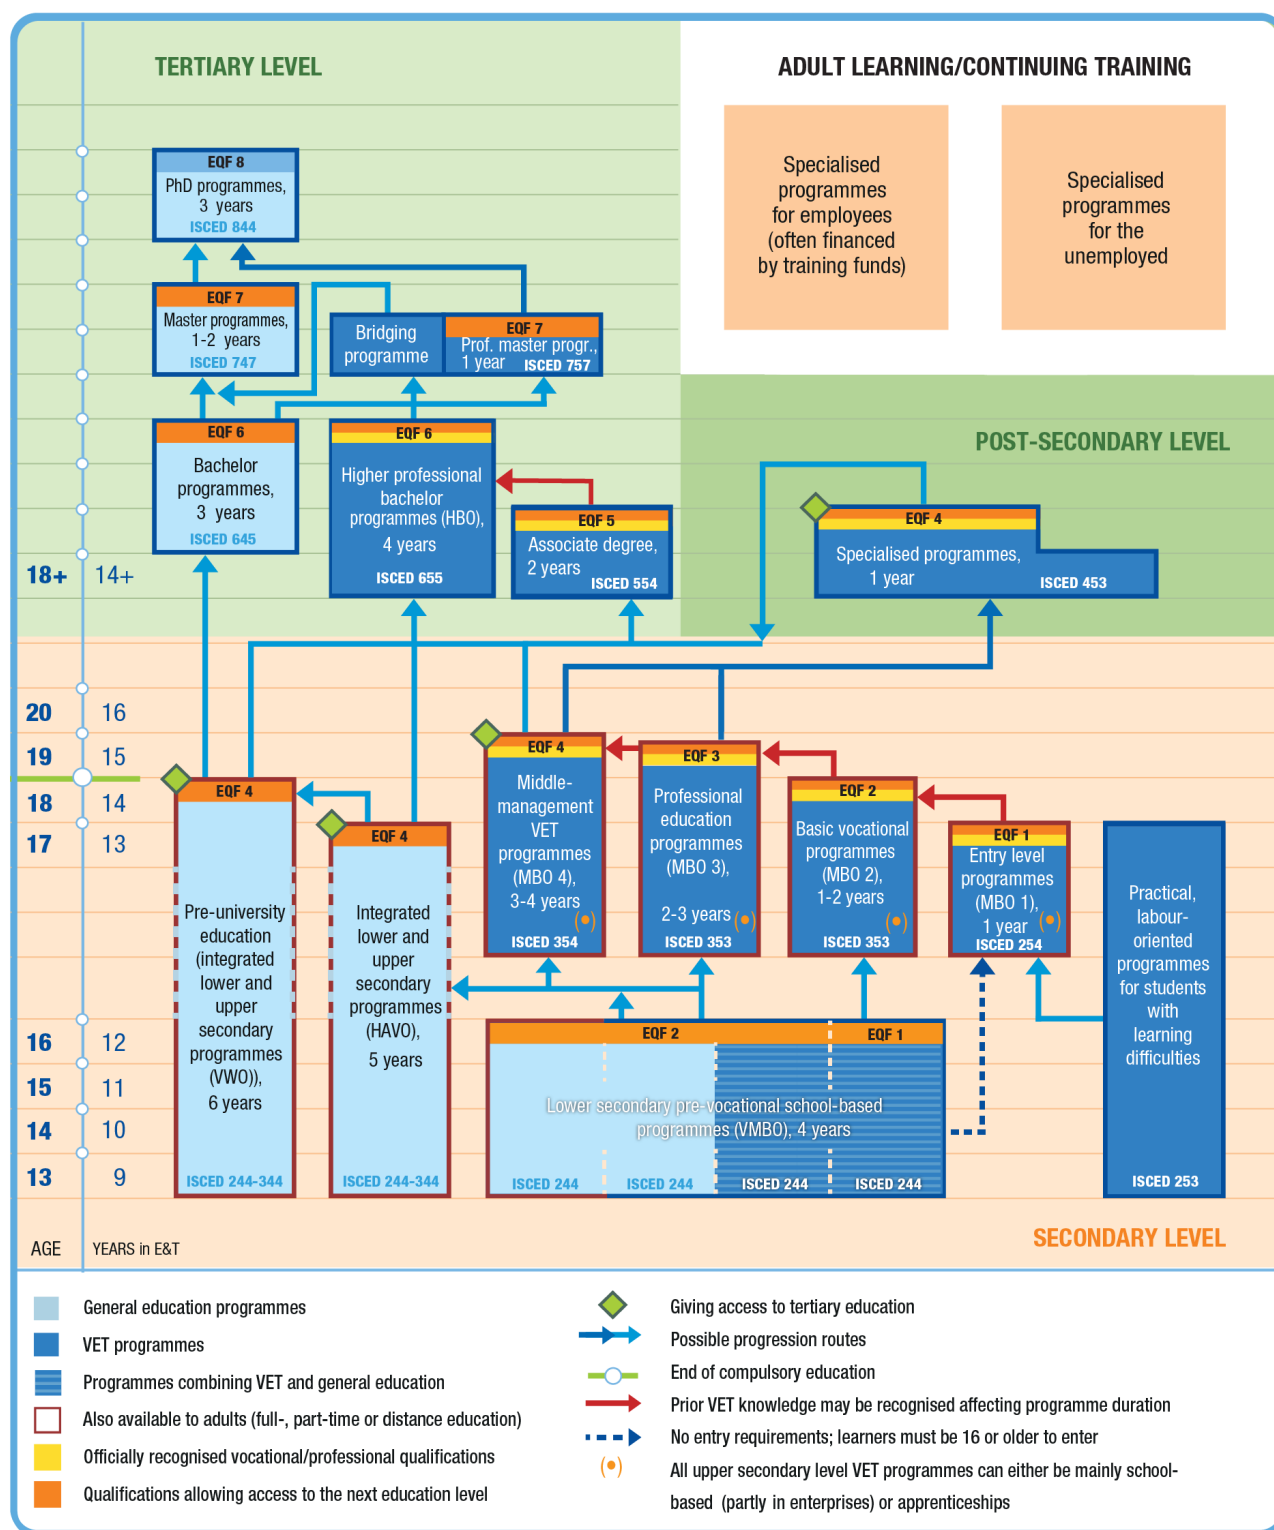 TERTIARY LEVEL
ADULT LEARNING/CONTINUING TRAINING
Specialised
programmes
for employees
(often financed
by training funds)
Specialised
programmes
for the
unemployed
EQF 8
PhD programmes,
3 years
ISCED 844
EQF 7
Master programmes,
1-2 years
ISCED 747
Bridging
programme
EQF 7
Prof. master progr.,
1 year ISCED 757
POST-SECONDARY LEVEL
EQF 6
Bachelor
programmes,
3 years
ISCED 645
EQF 6
Higher professional
bachelor
programmes (HBO),
4 years
ISCED 655
EQF 5
Associate degree,
2 years
ISCED 554
EQF 4
Specialised programmes,
1 year
ISCED 453
18+ 14+
20 16
19 15
18 14
17 13
16 12
15 11
14 10
13 9
AGE YEARS in E&T
EQF 4
Pre-university
education
(integrated
lower and
upper
secondary
programmes
(VWO)),
6 years
ISCED 244-344
EQF 4
Integrated
lower and
upper
secondary
programmes
(HAVO),
5 years
ISCED 244-344
EQF 4
Middle-
management
VET
programmes
(MBO 4),
3-4 years
(•)
ISCED 354
EQF 3
Professional
education
programmes
(MBO 3),
2-3 years (•)
ISCED 353
EQF 2
Basic vocational
programmes
(MBO 2),
1-2 years
(•)
ISCED 353
EQF 1
Entry level
programmes
(MBO 1),
1 year (•)
ISCED 254
Practical,
labour-
oriented
programmes
for students
with
learning
difficulties
ISCED 253
EQF 2 EQF 1
Lower secondary pre-vocational school-based
programmes (VMBO), 4 years
ISCED 244 ISCED 244 ISCED 244 ISCED 244
SECONDARY LEVEL
General education programmes
VET programmes
Programmes combining VET and general education
Also available to adults (full-, part-time or distance education)
Officially recognised vocational/professional qualifications
Qualifications allowing access to the next education level
Giving access to tertiary education
Possible progression routes
End of compulsory education
Prior VET knowledge may be recognised affecting programme duration
No entry requirements; learners must be 16 or older to enter
(•) All upper secondary level VET programmes can either be mainly school-
based (partly in enterprises) or apprenticeships